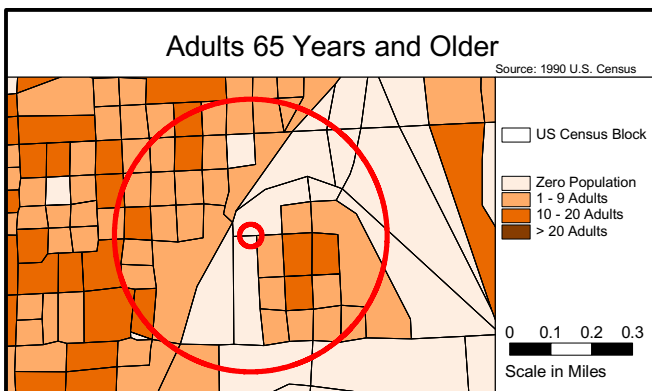 Adults 65 Years and Older
Source: 1990 U.S. Census
US Census Block
Zero Population
1 - 9 Adults
10 - 20 Adults
> 20 Adults
0 0.1 0.2 0.3
Scale in Miles